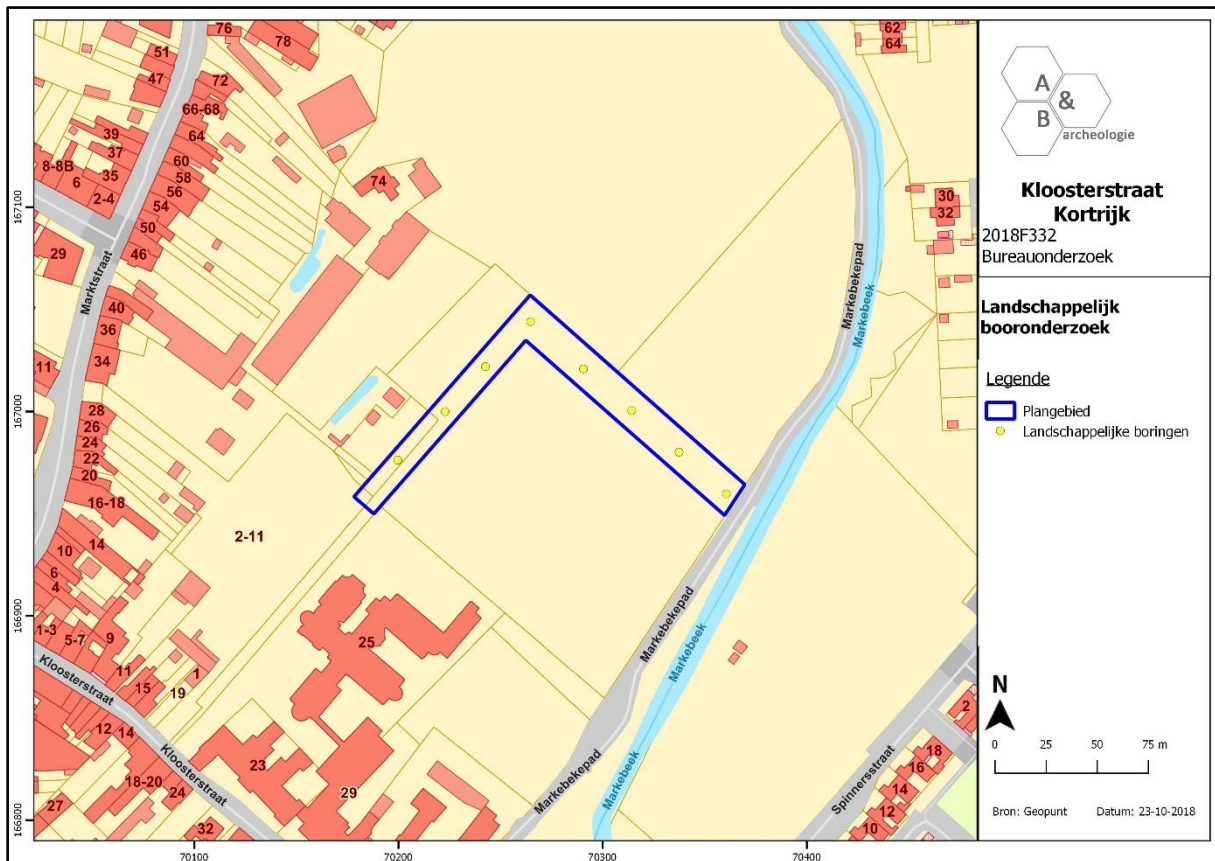 76
78
62
64
51
47
72
66-68
64
39
37
35
8-8B
6
2-4
60
58
56
54
50
46
74
30
32
29
Marktstraat
40
36
34
11
28
26
24
22
20
16-18
14
10
6
4
2-11
1-3
5-7
9
11
15
19
1
25
12
14
18-20
24
23
29
27
32
Kloosterstraat
Kloosterstraat
Markebekepad
Markebeek
Markebekepad
Markebeek
Markebekepad
Markebeek
Spinnersstraat
2
18
16
14
12
10
167100
167000
166900
166800
70100
70200
70300
70400
A
&
B
archeologie
Kloosterstraat
Kortrijk
2018F332
Bureauonderzoek
Landschappelijk
booronderzoek
Legende
Plangebied
Landschappelijke boringen
N
0 25 50 75 m
Bron: Geopunt Datum: 23-10-2018